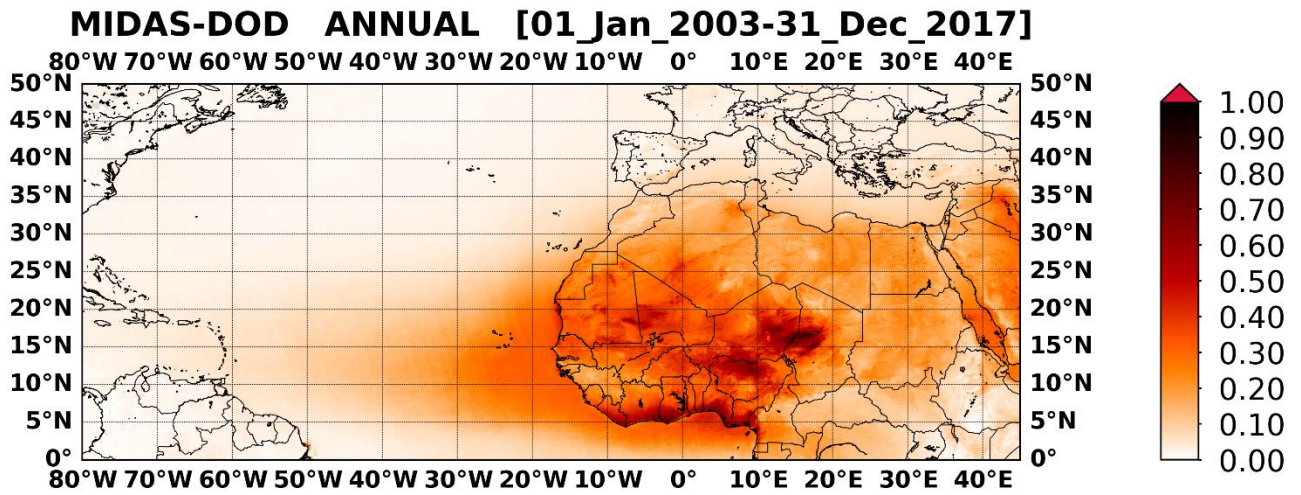 MIDAS-DOD ANNUAL [01_Jan_2003-31_Dec_2017]
80°W 70°W 60°W 50°W 40°W 30°W 20°W 10°W 0° 10°E 20°E 30°E 40°E
50°N 50°N
45°N 45°N
40°N 40°N
35°N 35°N
30°N 30°N
25°N 25°N
20°N 20°N
15°N 15°N
10°N 10°N
5°N 5°N
0° 0°
80°W 70°W 60°W 50°W 40°W 30°W 20°W 10°W 0° 10°E 20°E 30°E 40°E
1.00
0.90
0.80
0.70
0.60
0.50
0.40
0.30
0.20
0.10
0.00